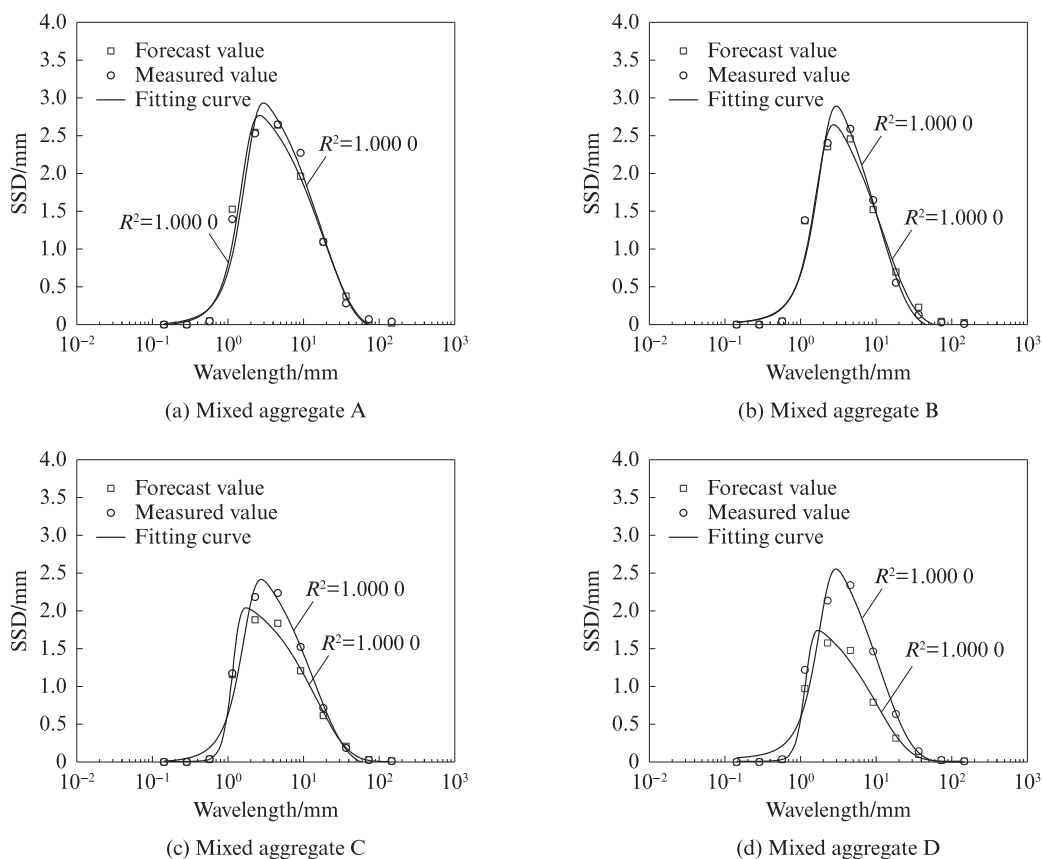 4.0
3.5
3.0
2.5
2.0
1.5
1.0
0.5
0
SSD/mm
Forecast value
Measured value
Fitting curve
R²=1.000 0
R²=1.000 0
10⁻² 10⁻¹ 10⁰ 10¹ 10² 10³
Wavelength/mm
(a) Mixed aggregate A
4.0
3.5
3.0
2.5
2.0
1.5
1.0
0.5
0
SSD/mm
Forecast value
Measured value
Fitting curve
R²=1.000 0
R²=1.000 0
10⁻² 10⁻¹ 10⁰ 10¹ 10² 10³
Wavelength/mm
(b) Mixed aggregate B
4.0
3.5
3.0
2.5
2.0
1.5
1.0
0.5
0
SSD/mm
Forecast value
Measured value
Fitting curve
R²=1.000 0
R²=1.000 0
10⁻² 10⁻¹ 10⁰ 10¹ 10² 10³
Wavelength/mm
(c) Mixed aggregate C
4.0
3.5
3.0
2.5
2.0
1.5
1.0
0.5
0
SSD/mm
Forecast value
Measured value
Fitting curve
R²=1.000 0
R²=1.000 0
10⁻² 10⁻¹ 10⁰ 10¹ 10² 10³
Wavelength/mm
(d) Mixed aggregate D